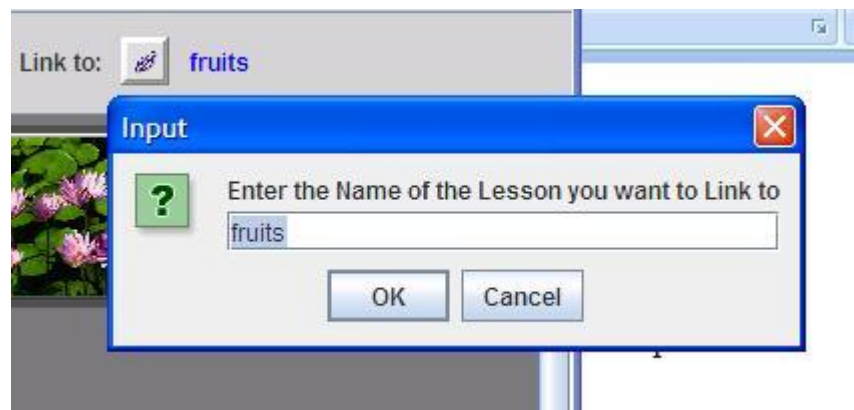 Link to: fruits
Input
?
Enter the Name of the Lesson you want to Link to
fruits
OK Cancel